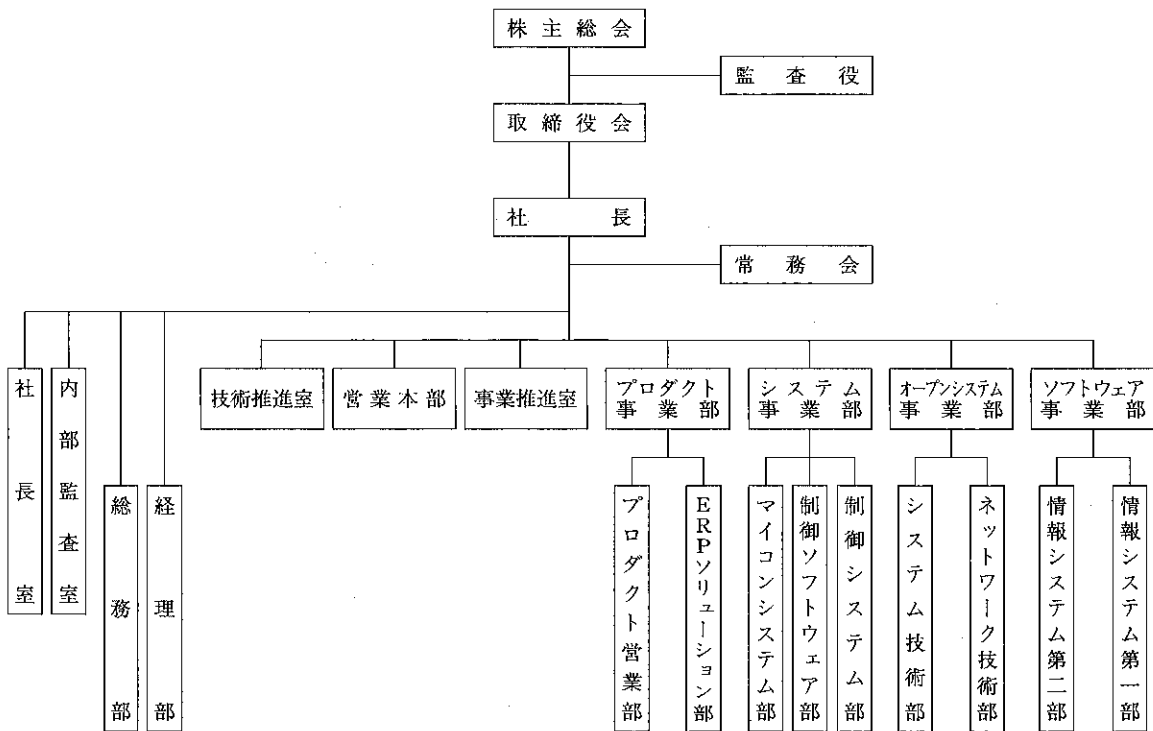 株主総会
監査役
取締役会
社長
常務会
社長室
内部監査室
総務部
経理部
技術推進室
営業本部
事業推進室
プロダクト
事業部
システム
事業部
オープンシステム
事業部
ソフトウェア
事業部
プロダクト営業部
ERPソリューション部
マイコンシステム部
制御ソフトウェア部
制御システム部
システム技術部
ネットワーク技術部
情報システム第二部
情報システム第一部